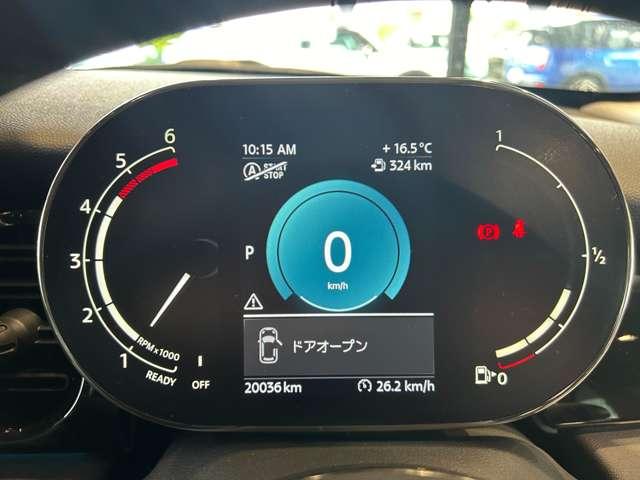 6
5
4
3
2
1
RPM×1000
READY
OFF
10:15 AM
+ 16.5°C
A START STOP
324 km
P
0
km/h
ドアオープン
20036 km
26.2 km/h
P
1
½
0